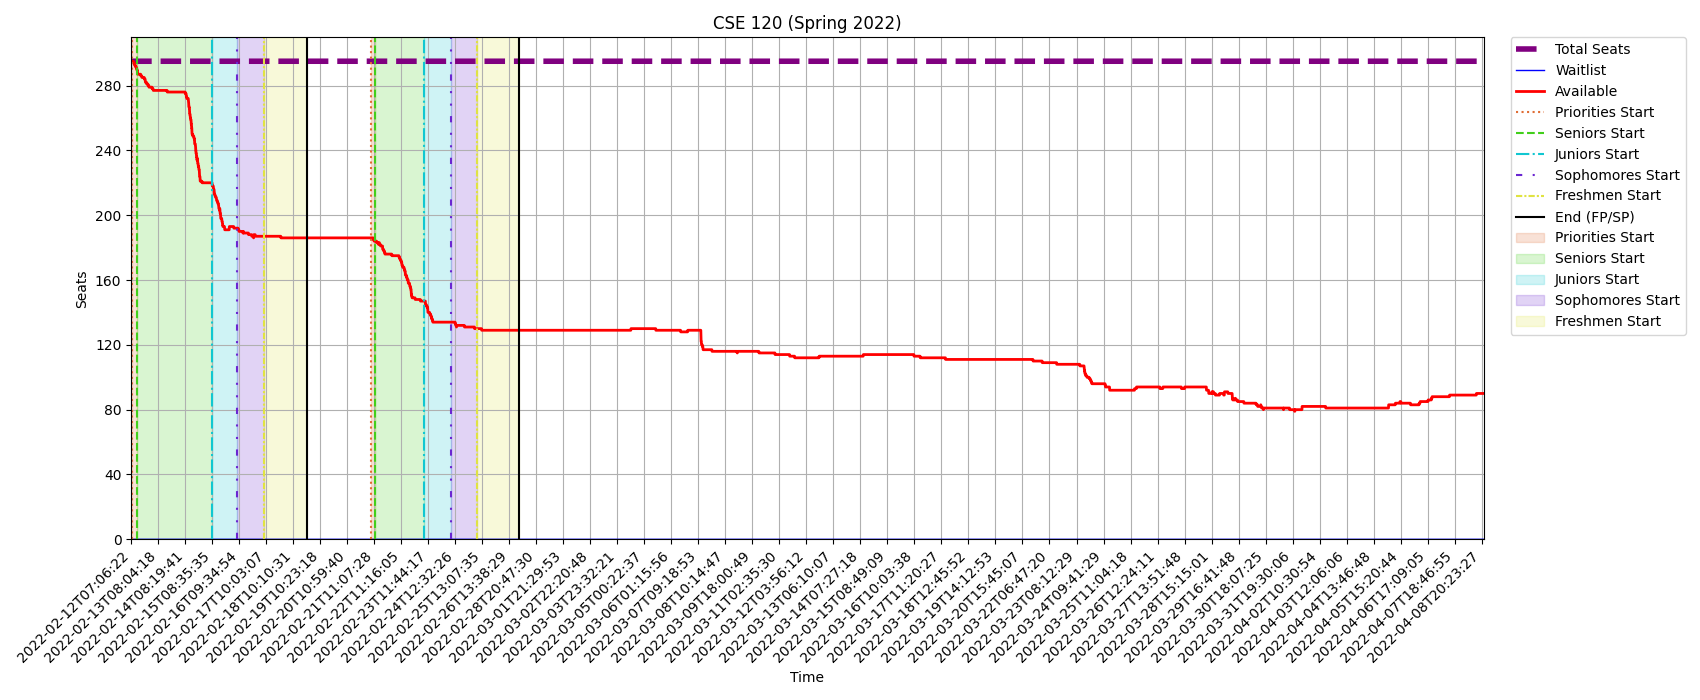 CSE 120 (Spring 2022)
Seats
280
240
200
160
120
80
40
0
2022-02-12T07:06:22
2022-02-13T08:04:18
2022-02-14T08:19:41
2022-02-15T08:35:35
2022-02-16T09:34:54
2022-02-17T10:03:07
2022-02-18T10:10:31
2022-02-19T10:23:18
2022-02-20T10:59:40
2022-02-21T11:07:28
2022-02-22T11:16:05
2022-02-23T11:44:17
2022-02-24T12:32:26
2022-02-25T13:07:35
2022-02-26T13:38:29
2022-02-28T20:47:30
2022-03-01T21:29:53
2022-03-02T22:20:48
2022-03-03T23:32:21
2022-03-05T00:22:37
2022-03-06T01:15:56
2022-03-07T09:18:53
2022-03-08T10:14:47
2022-03-09T18:00:49
2022-03-11T02:35:30
2022-03-12T03:56:12
2022-03-13T06:10:07
2022-03-14T07:27:18
2022-03-15T08:49:09
2022-03-16T10:03:38
2022-03-17T11:20:27
2022-03-18T12:45:52
2022-03-19T14:12:53
2022-03-20T15:45:07
2022-03-22T06:47:20
2022-03-23T08:12:29
2022-03-24T09:41:29
2022-03-25T11:04:18
2022-03-26T12:24:11
2022-03-27T13:51:48
2022-03-28T15:15:01
2022-03-29T16:41:48
2022-03-30T18:07:25
2022-03-31T19:30:06
2022-04-02T10:30:54
2022-04-03T12:06:06
2022-04-04T13:46:48
2022-04-05T15:20:44
2022-04-06T17:09:05
2022-04-07T18:46:55
2022-04-08T20:23:27
Time
Total Seats
Waitlist
Available
Priorities Start
Seniors Start
Juniors Start
Sophomores Start
Freshmen Start
End (FP/SP)
Priorities Start
Seniors Start
Juniors Start
Sophomores Start
Freshmen Start